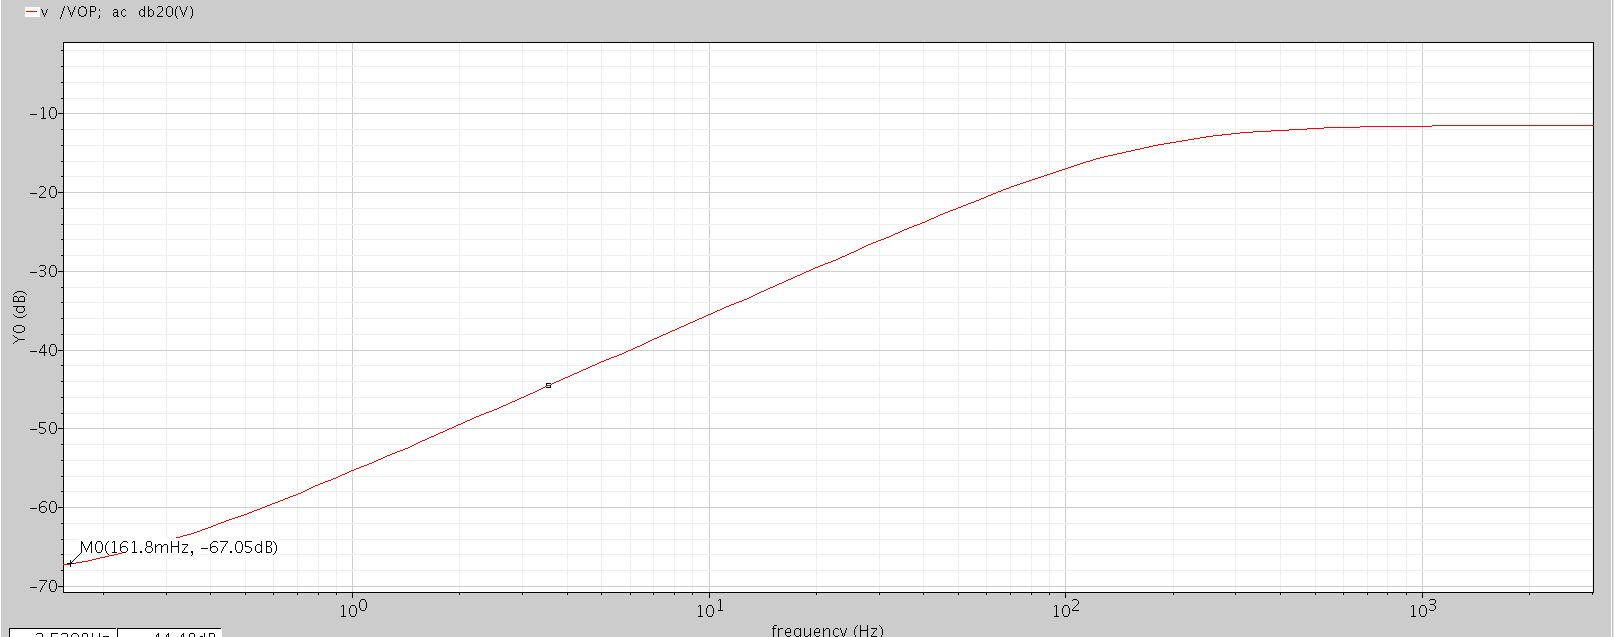 v /VOP; ac db20(V)
-10
-20
-30
-40
-50
-60
-70
Y0 (dB)
M0(161.8mHz, -67.05dB)
10^0 10^1 10^2 10^3
frequency (Hz)